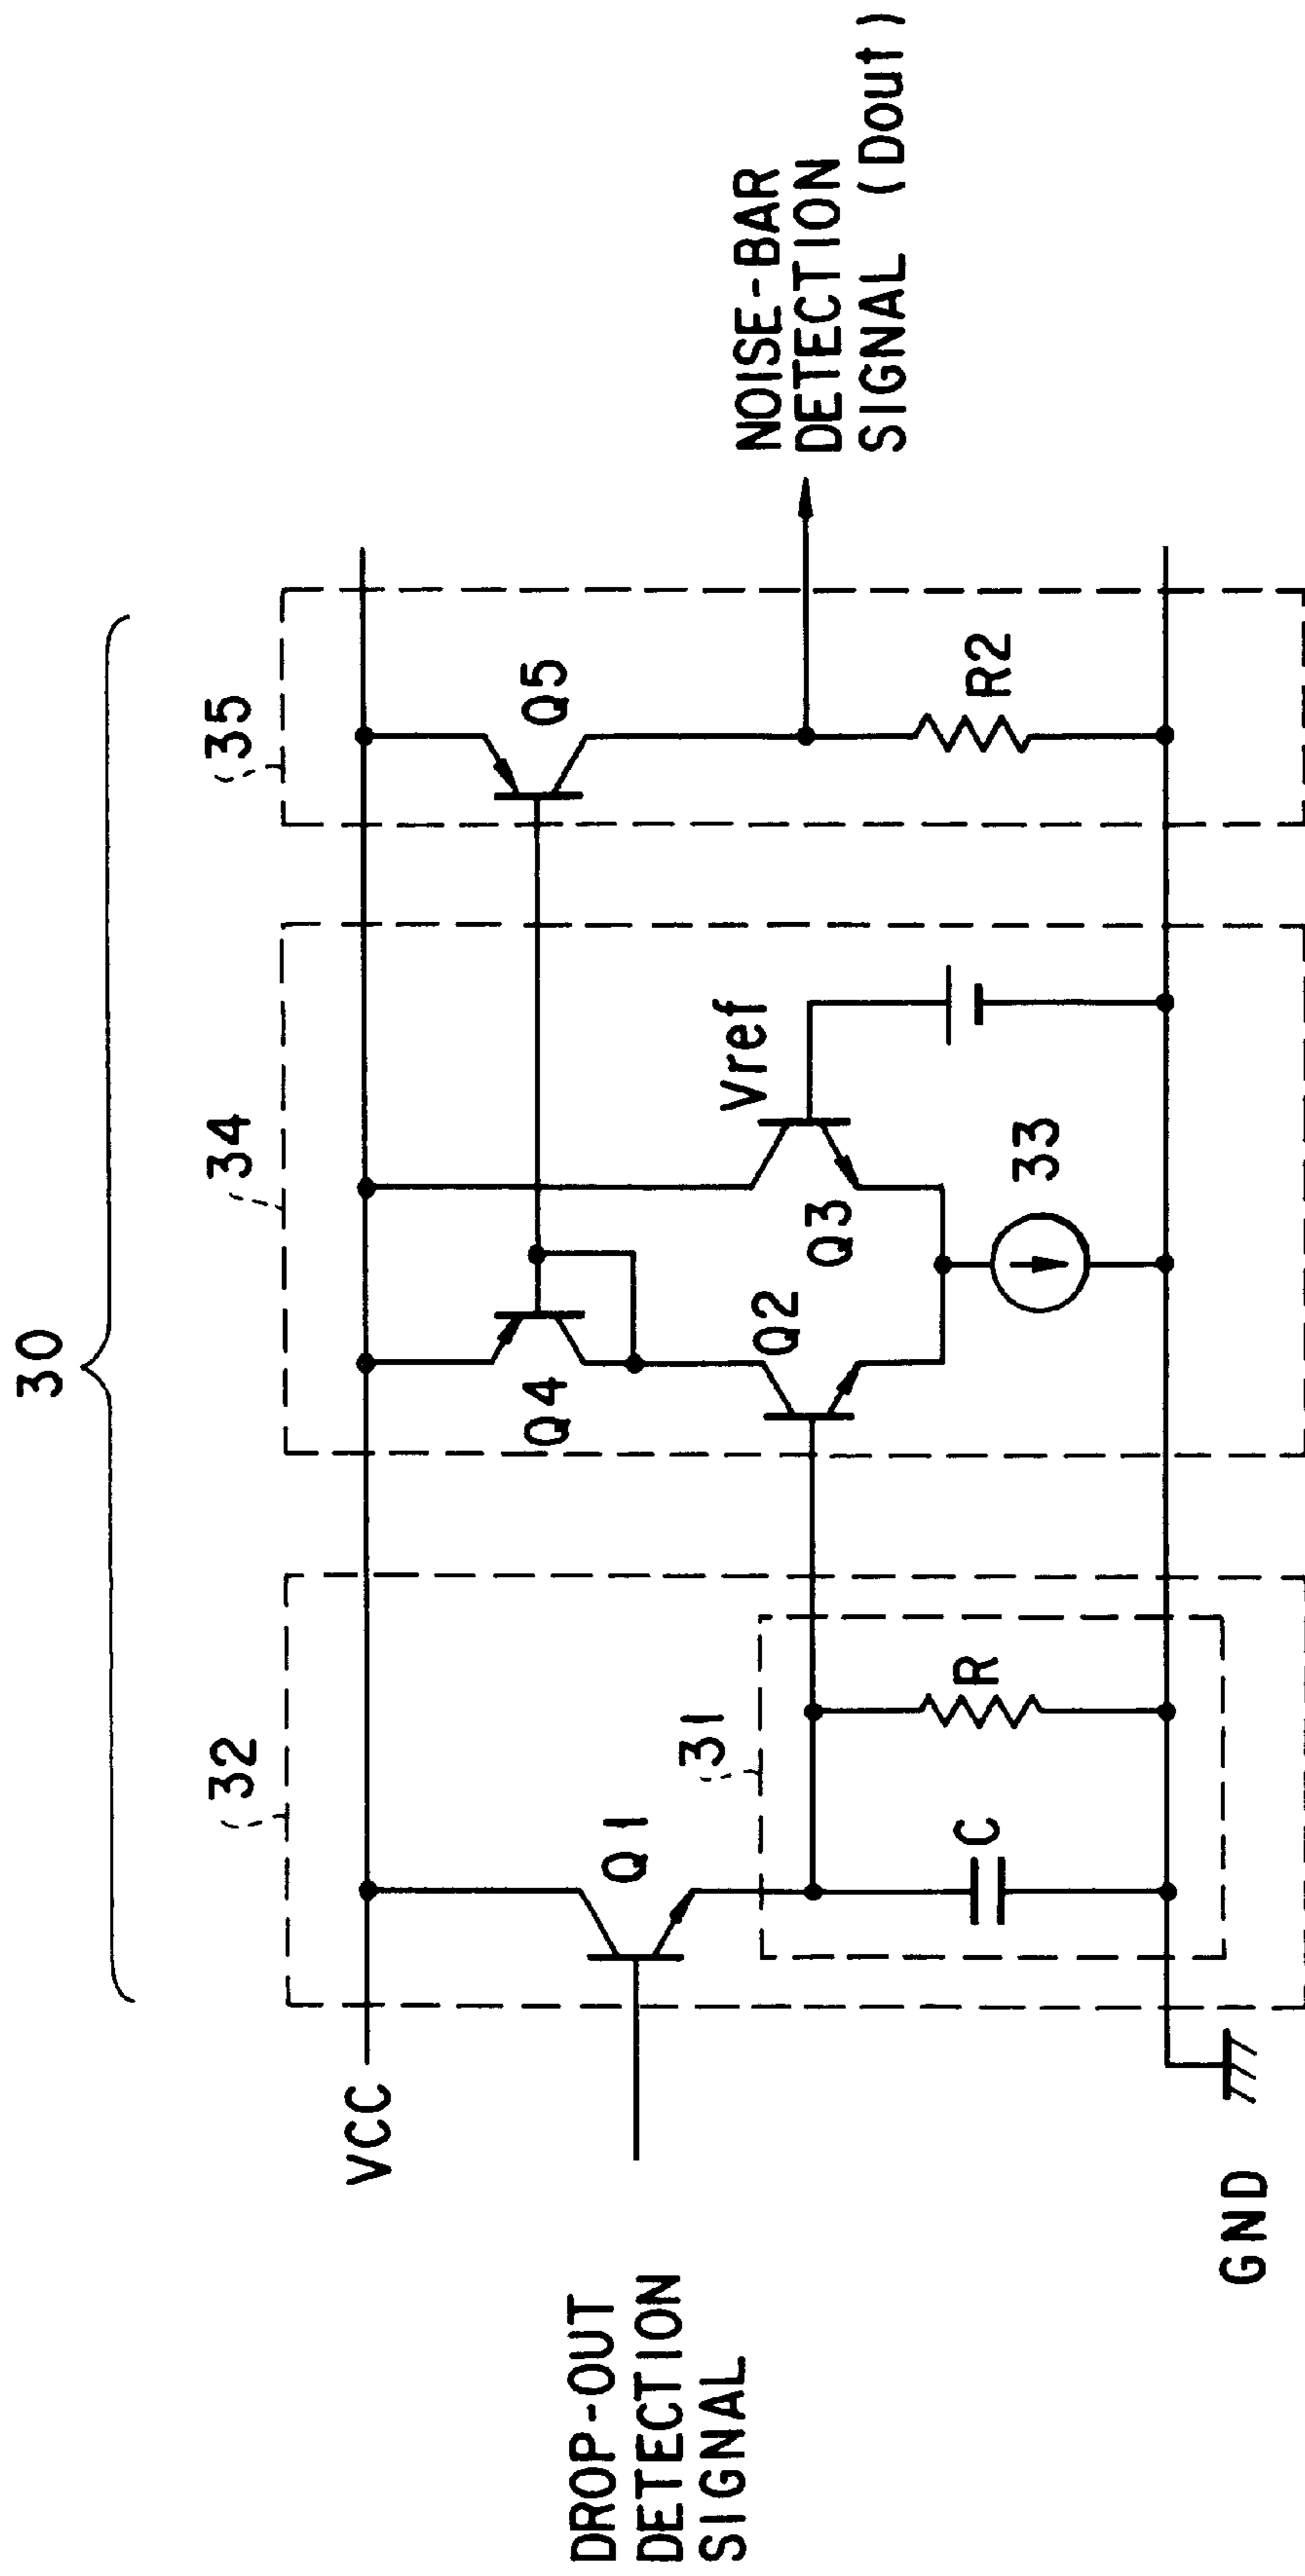 30
32
34
35
VCC
Q1
31
C
R
Q4
Q2
Q3
Vref
33
Q5
R2
DROP-OUT
DETECTION
SIGNAL
NOISE-BAR
DETECTION
SIGNAL (Dout)
GND